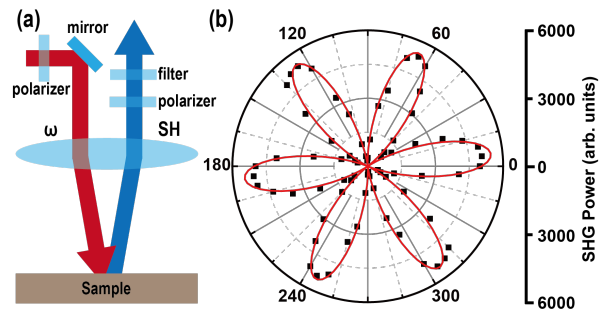 (a)
mirror
polarizer
filter
polarizer
ω
SH
Sample
(b)
120
60
180
0
240
300
6000
3000
0
3000
6000
SHG Power (arb. units)